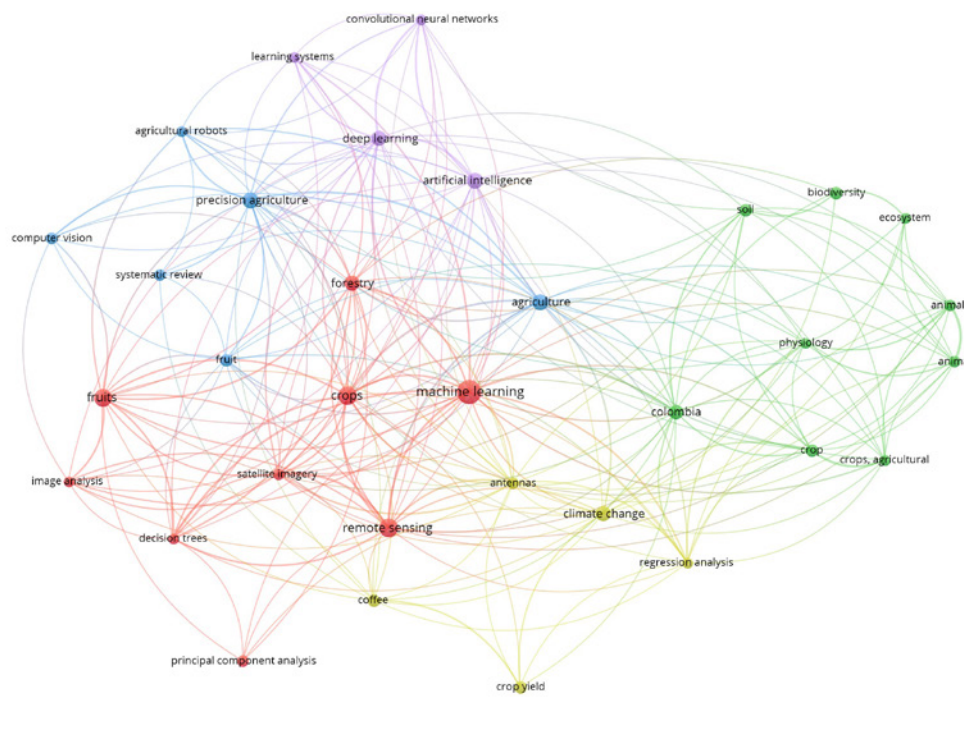 convolutional neural networks
learning systems
agricultural robots
deep learning
artificial intelligence
biodiversity
precision agriculture
soil
ecosystem
computer vision
systematic review
forestry
agriculture
animal
physiology
fruit
anim
fruits
crops
machine learning
colombia
crop
crops, agricultural
image analysis
satellite imagery
antennas
climate change
remote sensing
decision trees
regression analysis
coffee
principal component analysis
crop yield